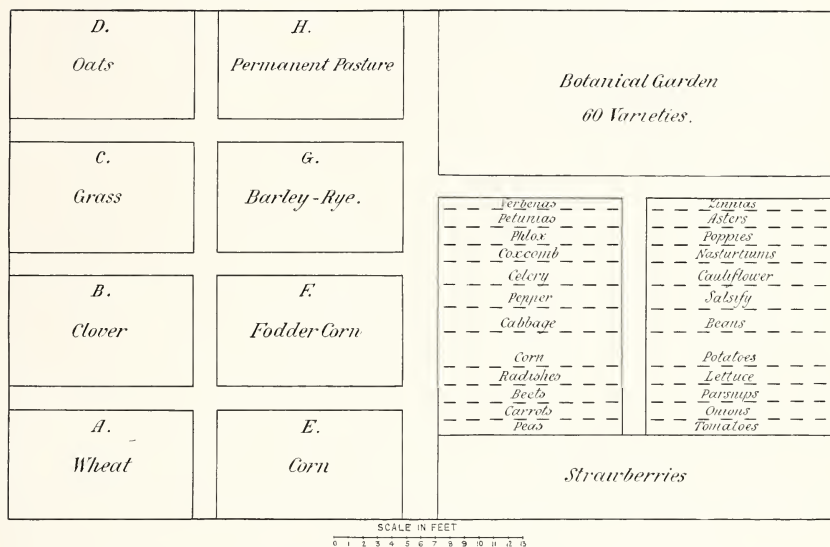 D.
Oats
H.
Permanent Pasture
C.
Grass
G.
Barley-Rye.
B.
Clover
F.
Fodder Corn
A.
Wheat
E.
Corn
Botanical Garden
60 Varieties.
Verbenas
Petunias
Phlox
Coxcomb
Celery
Pepper
Cabbage
Corn
Radishes
Beets
Carrots
Peas
Zinnias
Asters
Poppies
Nasturtiums
Cauliflower
Salsify
Beans
Potatoes
Lettuce
Parsnips
Onions
Tomatoes
Strawberries
SCALE IN FEET
0 1 2 3 4 5 6 7 8 9 10 11 12 13